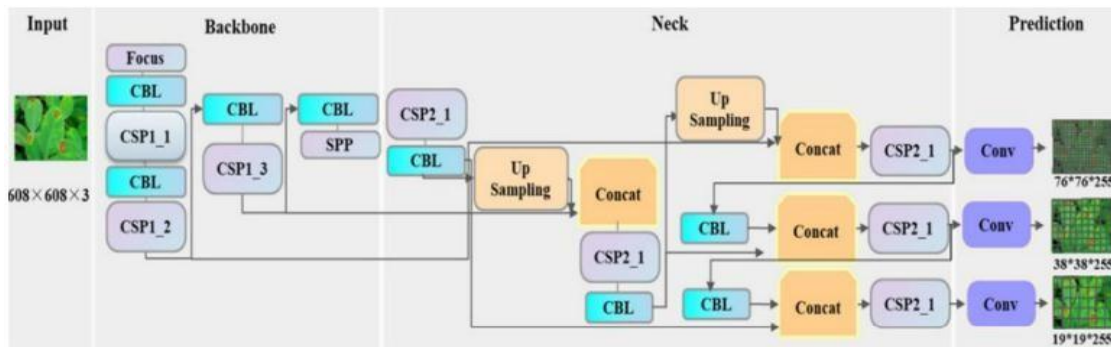 Input
Backbone
Neck
Prediction
Focus
CBL
CSP1_1
CBL
CSP1_2
608×608×3
CBL
CSP1_3
CBL
SPP
CSP2_1
CBL
Up
Sampling
Concat
CSP2_1
CBL
Up
Sampling
Concat
CSP2_1
Conv
76*76*255
CBL
Concat
CSP2_1
Conv
38*38*255
CBL
Concat
CSP2_1
Conv
19*19*255